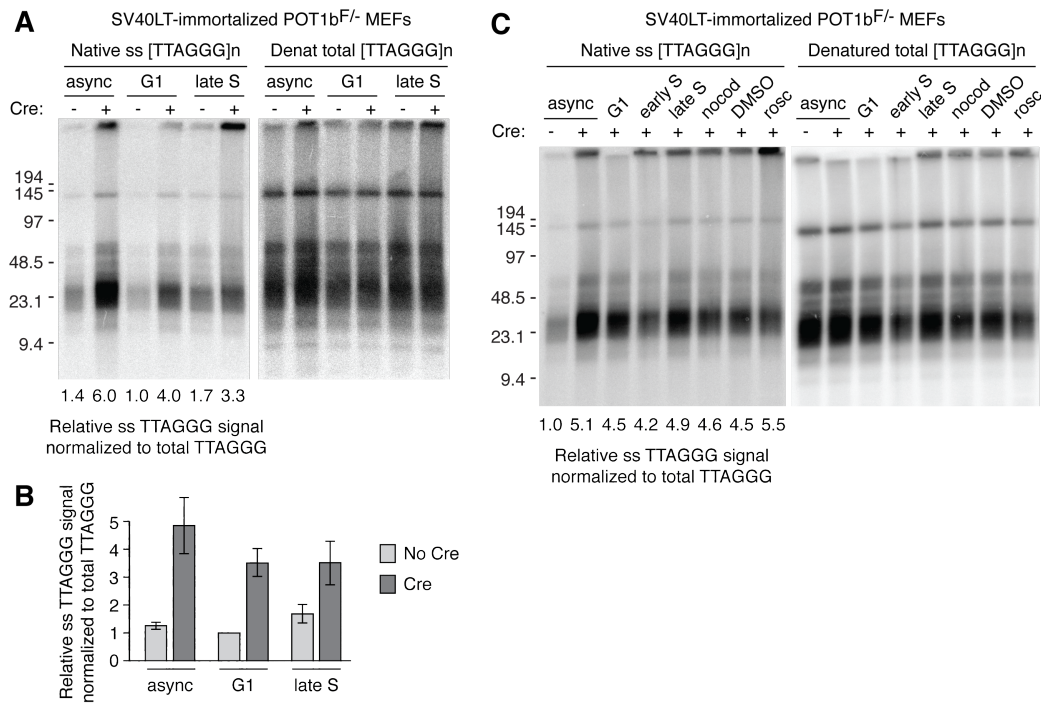 A
SV40LT-immortalized POT1bF/- MEFs
Native ss [TTAGGG]n
Denat total [TTAGGG]n
async G1 late S async G1 late S
Cre: - + - + - + - + - + - +
194
145
97
48.5
23.1
9.4
1.4 6.0 1.0 4.0 1.7 3.3
Relative ss TTAGGG signal
normalized to total TTAGGG
B
Relative ss TTAGGG signal
normalized to total TTAGGG
5
4
3
2
1
0
async G1 late S
No Cre
Cre
C
SV40LT-immortalized POT1bF/- MEFs
Native ss [TTAGGG]n
Denatured total [TTAGGG]n
async G1 early S late S nocod DMSO rosc async G1 early S late S nocod DMSO rosc
Cre: - + + + + + + + - + + + + + + +
194
145
97
48.5
23.1
9.4
1.0 5.1 4.5 4.2 4.9 4.6 4.5 5.5
Relative ss TTAGGG signal
normalized to total TTAGGG